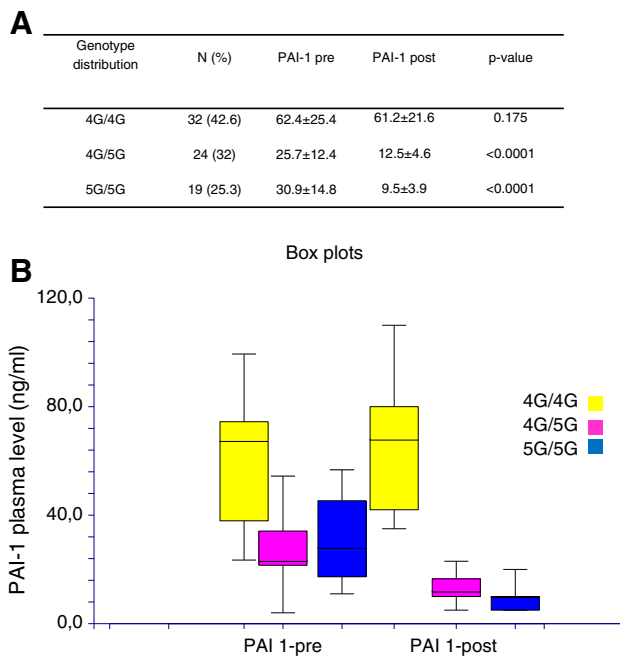 A
Genotype distribution N (%) PAI-1 pre PAI-1 post p-value
4G/4G 32 (42.6) 62.4±25.4 61.2±21.6 0.175
4G/5G 24 (32) 25.7±12.4 12.5±4.6 <0.0001
5G/5G 19 (25.3) 30.9±14.8 9.5±3.9 <0.0001
B
Box plots
PAI-1 plasma level (ng/ml)
120,0
80,0
40,0
0,0
4G/4G
4G/5G
5G/5G
PAI 1-pre PAI 1-post